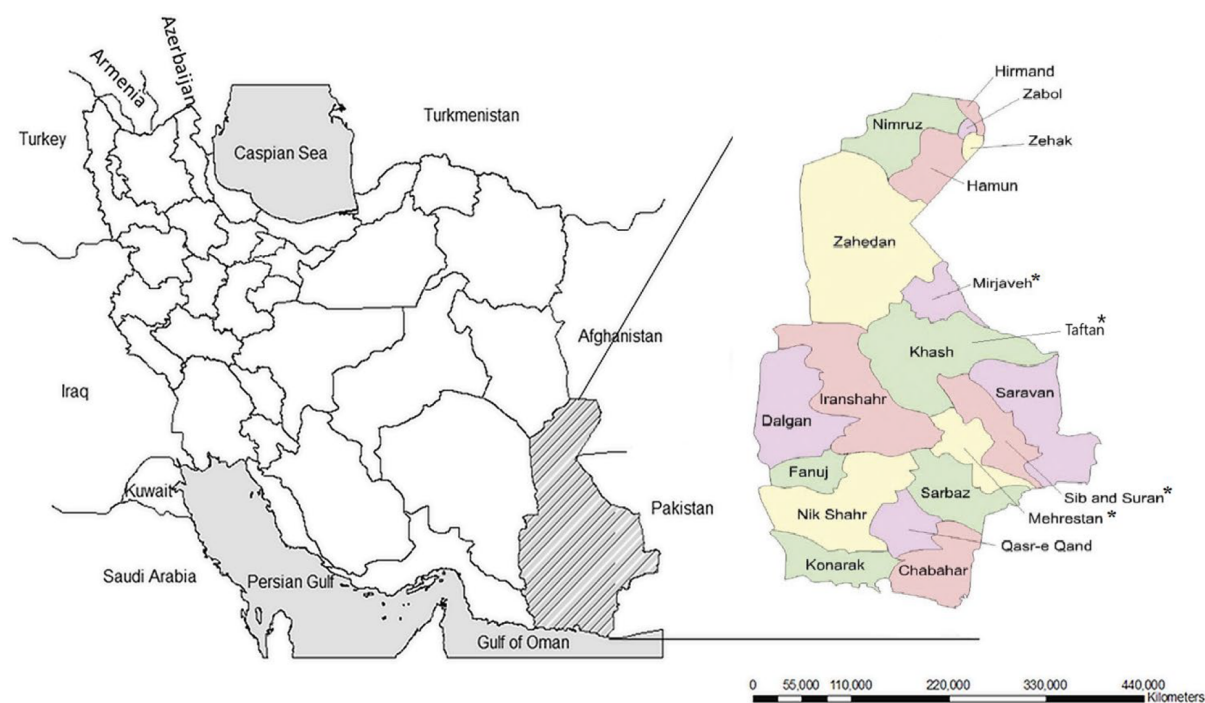 Armenia
Azerbaijan
Turkey
Caspian Sea
Turkmenistan
Iraq
Afghanistan
Kuwait
Pakistan
Saudi Arabia
Persian Gulf
Gulf of Oman
Hirmand
Zabol
Nimruz
Zehak
Hamun
Zahedan
Mirjaveh*
Taftan*
Khash
Saravan
Iranshahr
Dalgan
Fanuj
Sarbaz
Sib and Suran*
Nik Shahr
Mehrestan*
Qasr-e Qand
Konarak
Chabahar
0 55,000 110,000 220,000 330,000 440,000
Kilometers